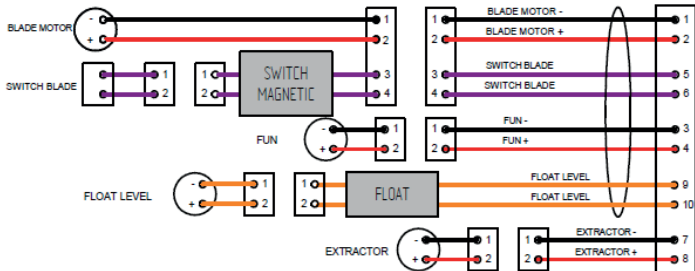 BLADE MOTOR - 1 1 BLADE MOTOR - 1
+ 2 2 BLADE MOTOR + 2
SWITCH BLADE 1 1 SWITCH MAGNETIC 3 3 SWITCH BLADE 5
2 2 4 4 SWITCH BLADE 6
FUN - 1 1 FUN - 3
+ 2 2 FUN + 4
FLOAT LEVEL - 1 1 FLOAT FLOAT LEVEL 9
+ 2 2 FLOAT LEVEL 10
EXTRACTOR - 1 1 EXTRACTOR - 7
+ 2 2 EXTRACTOR + 8